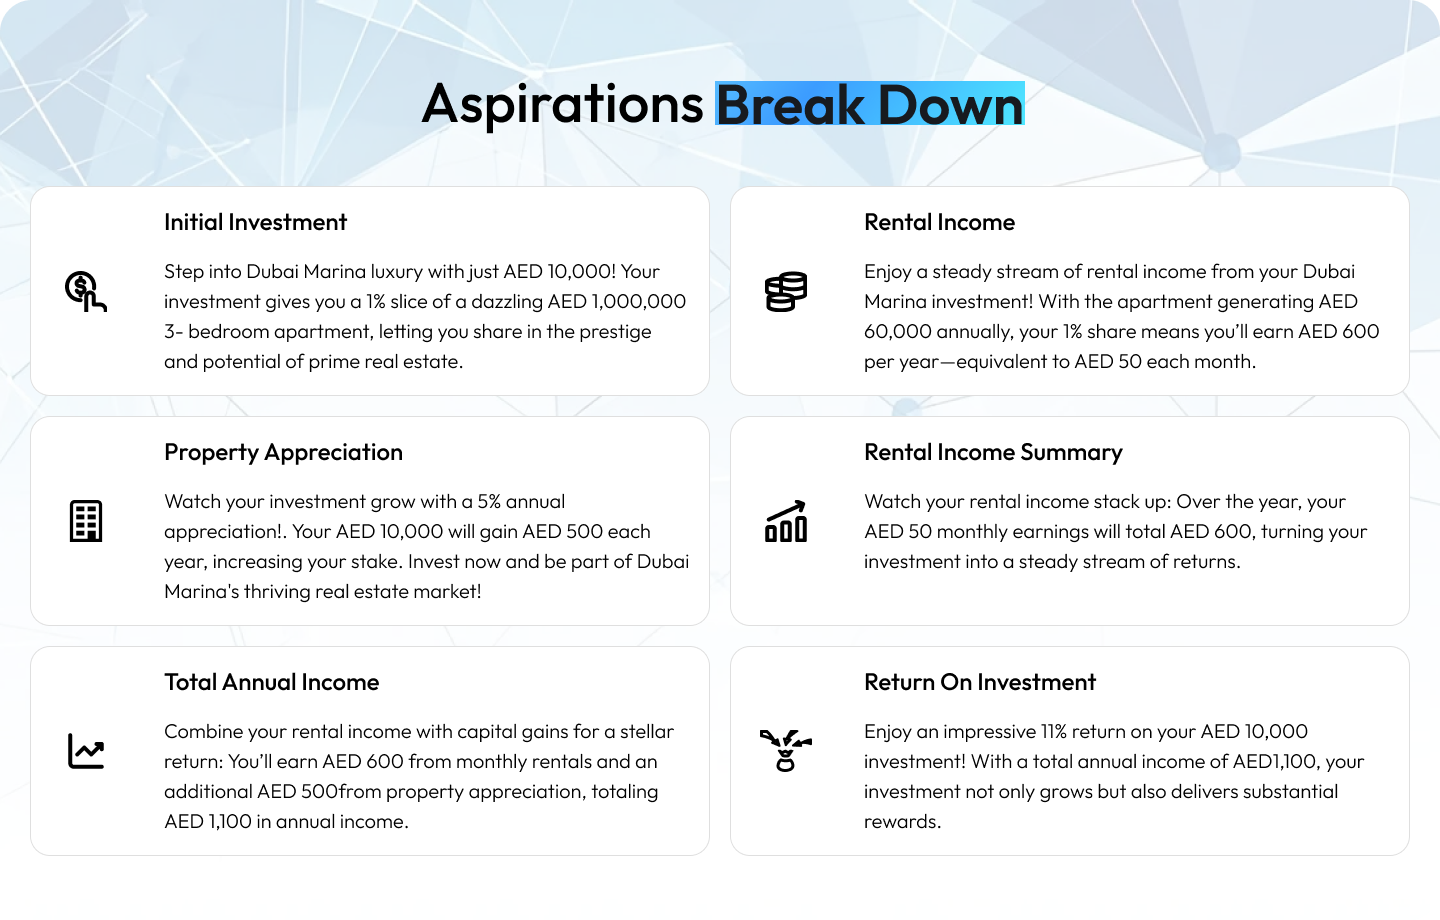 Aspirations Break Down
Initial Investment
Step into Dubai Marina luxury with just AED 10,000! Your
investment gives you a 1% slice of a dazzling AED 1,000,000
3- bedroom apartment, letting you share in the prestige
and potential of prime real estate.
Rental Income
Enjoy a steady stream of rental income from your Dubai
Marina investment! With the apartment generating AED
60,000 annually, your 1% share means you’ll earn AED 600
per year—equivalent to AED 50 each month.
Property Appreciation
Watch your investment grow with a 5% annual
appreciation!. Your AED 10,000 will gain AED 500 each
year, increasing your stake. Invest now and be part of Dubai
Marina's thriving real estate market!
Rental Income Summary
Watch your rental income stack up: Over the year, your
AED 50 monthly earnings will total AED 600, turning your
investment into a steady stream of returns.
Total Annual Income
Combine your rental income with capital gains for a stellar
return: You’ll earn AED 600 from monthly rentals and an
additional AED 500from property appreciation, totaling
AED 1,100 in annual income.
Return On Investment
Enjoy an impressive 11% return on your AED 10,000
investment! With a total annual income of AED1,100, your
investment not only grows but also delivers substantial
rewards.